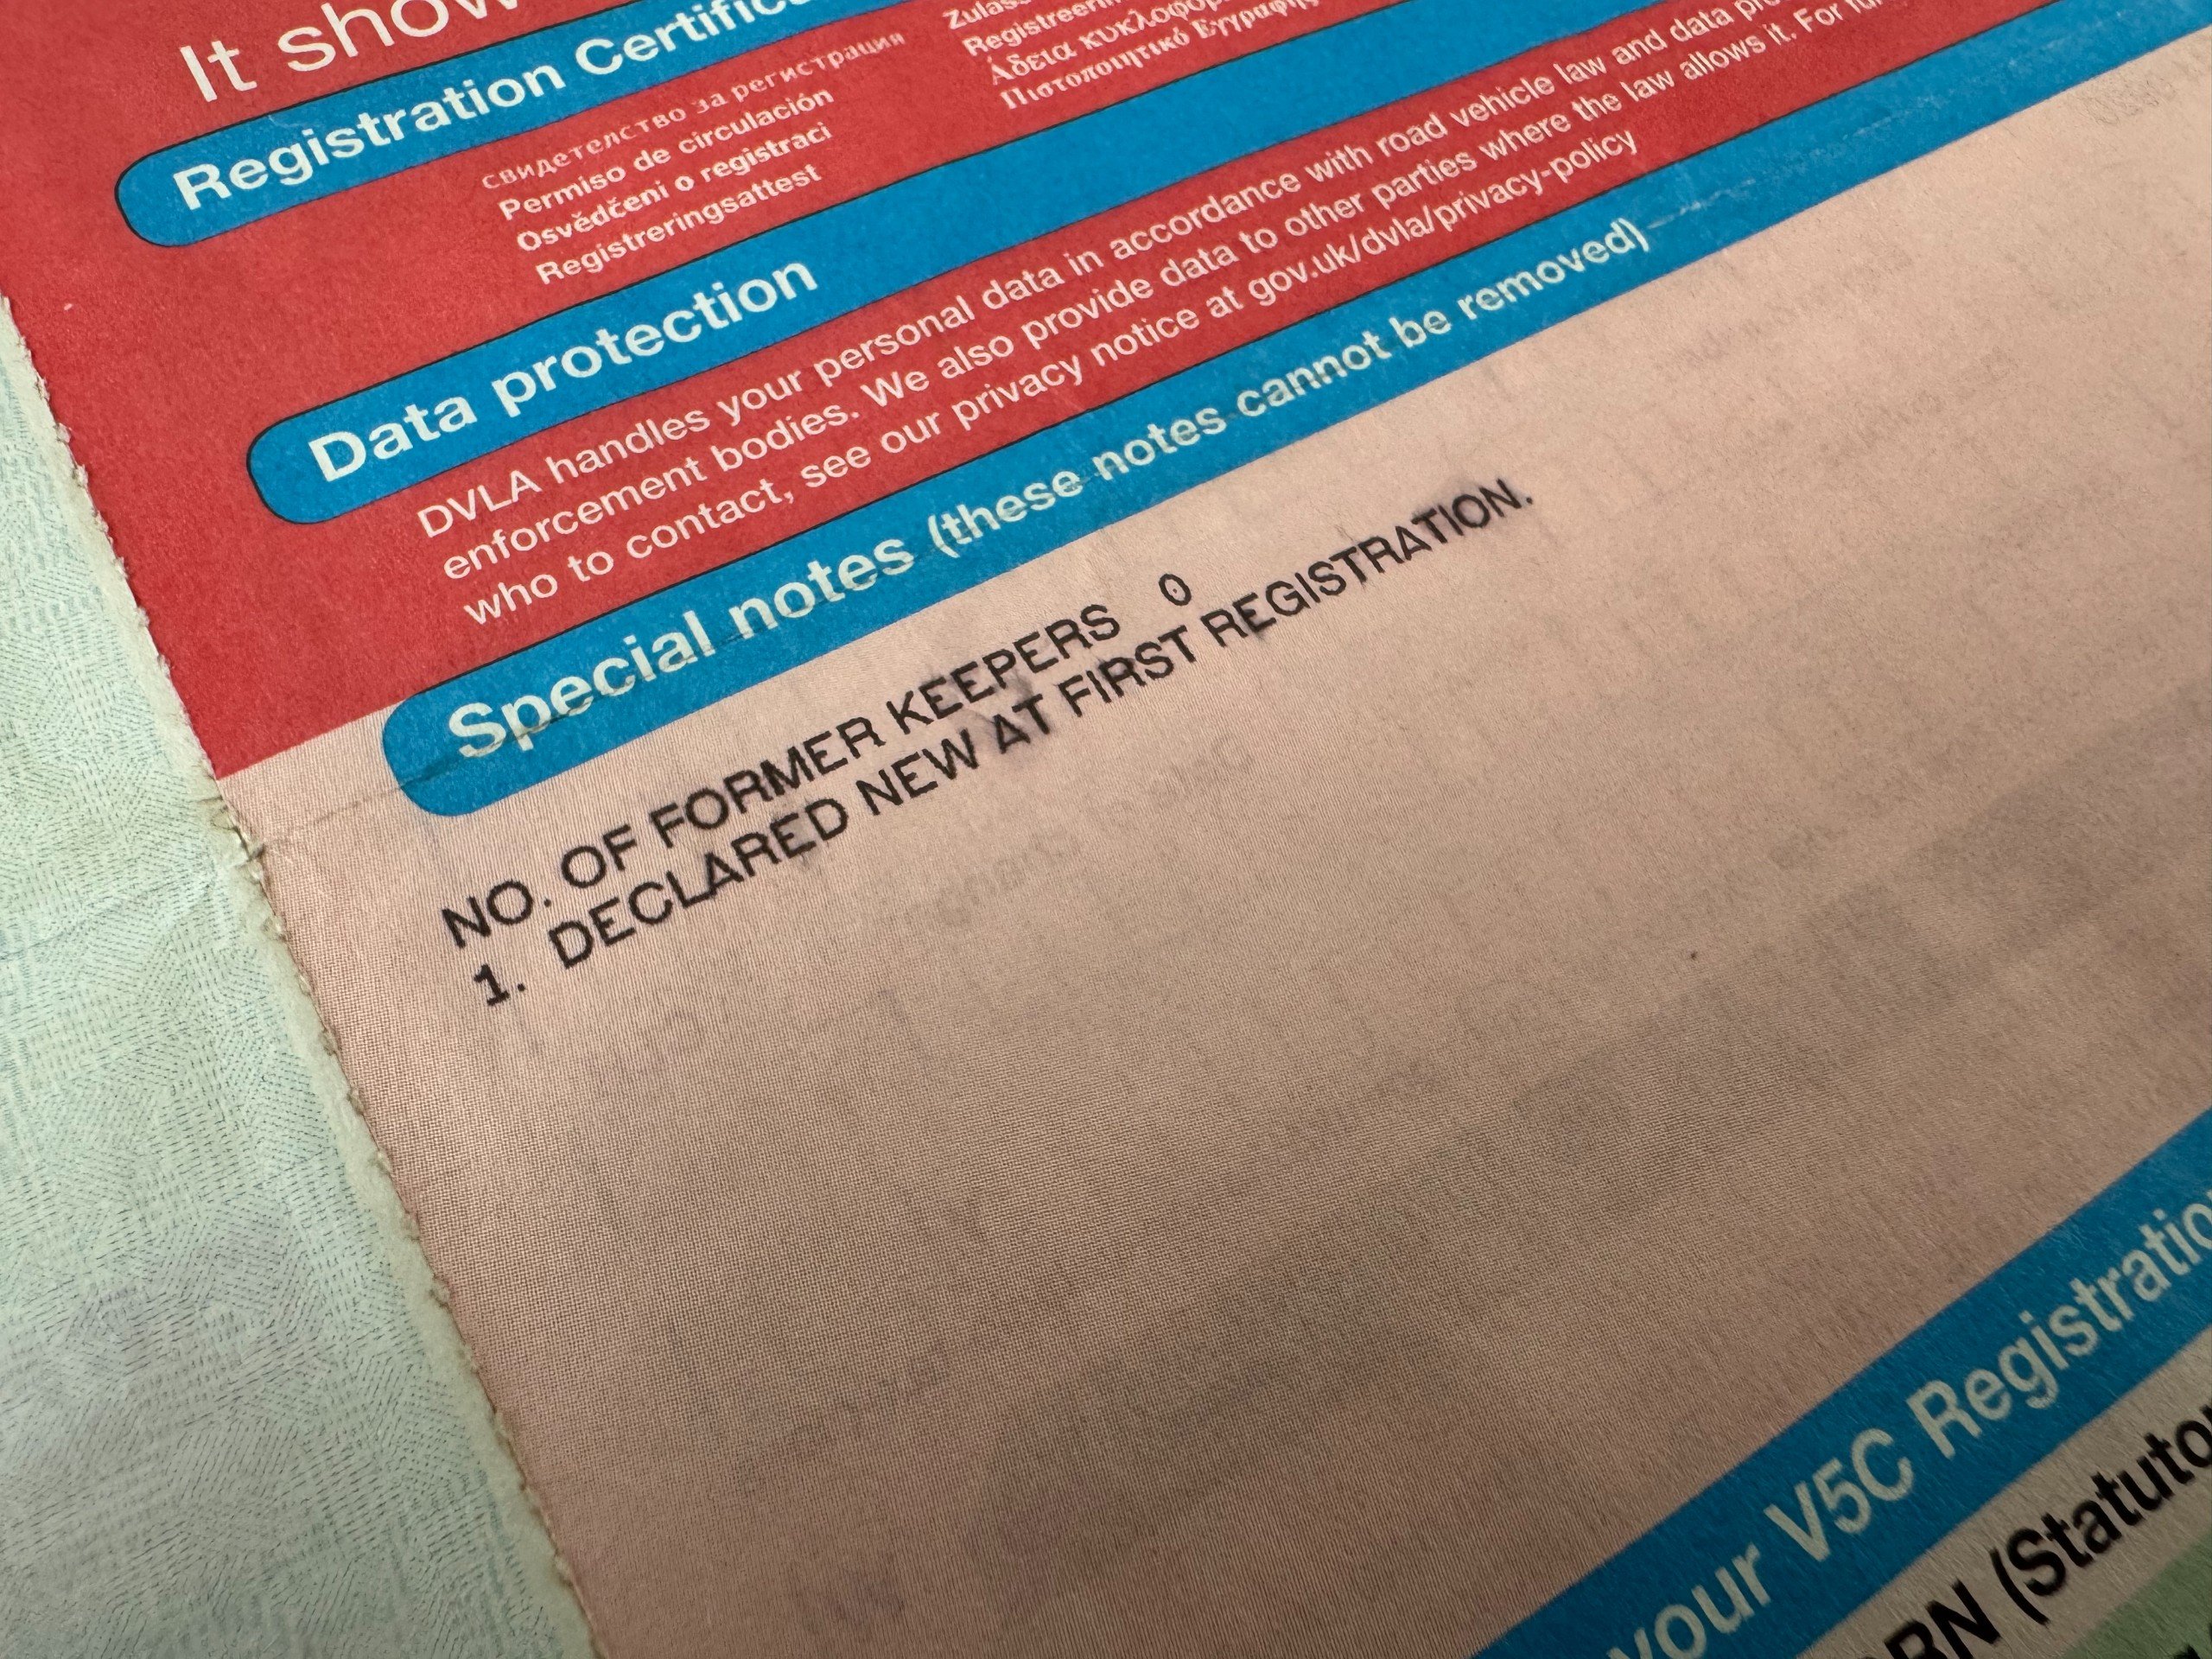 It show
Registration Certific
свидетелство за регистрация
Permiso de circulación
Osvědčení o registraci
Registreringsattest
Zulass
Registreerim
Άδεια κυκλοφορ
Πιστοποιητικό Εγγραφής
Data protection
DVLA handles your personal data in accordance with road vehicle law and data pro
enforcement bodies. We also provide data to other parties where the law allows it. For fur
who to contact, see our privacy notice at gov.uk/dvla/privacy-policy
Special notes (these notes cannot be removed)
NO. OF FORMER KEEPERS 0
1. DECLARED NEW AT FIRST REGISTRATION.
your V5C Registratio
RN (Statuto